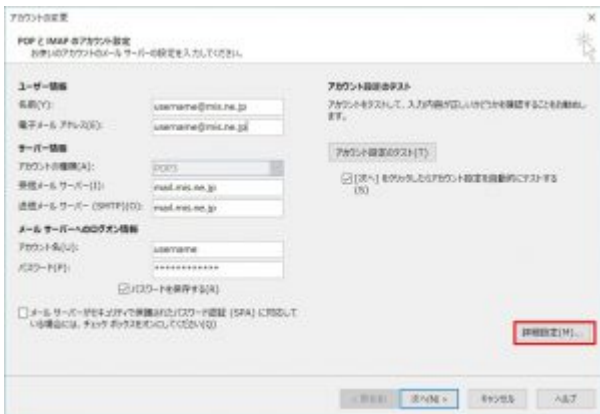 アカウントの変更
POP と IMAP のアカウント設定
お使いのアカウントのメール サーバーの設定を入力してください。
ユーザー情報
名前(Y):
username@mis.ne.jp
電子メール アドレス(E):
username@mis.ne.jp
サーバー情報
アカウントの種類(A):
POP3
受信メール サーバー(I):
mail.mis.ne.jp
送信メール サーバー (SMTP)(O):
mail.mis.ne.jp
メール サーバーへのログオン情報
アカウント名(U):
username
パスワード(P):
************
パスワードを保存する(R)
メール サーバーがセキュリティで保護されたパスワード認証 (SPA) に対応して
いる場合には、チェック ボックスをオンにしてください(Q)
アカウント設定のテスト
アカウントをテストして、入力内容が正しいかどうかを確認することをお勧めし
ます。
アカウント設定のテスト(T)
[次へ] をクリックしたらアカウント設定を自動的にテストする
(S)
詳細設定(M)...
< 戻る(B)
次へ(N) >
キャンセル
ヘルプ